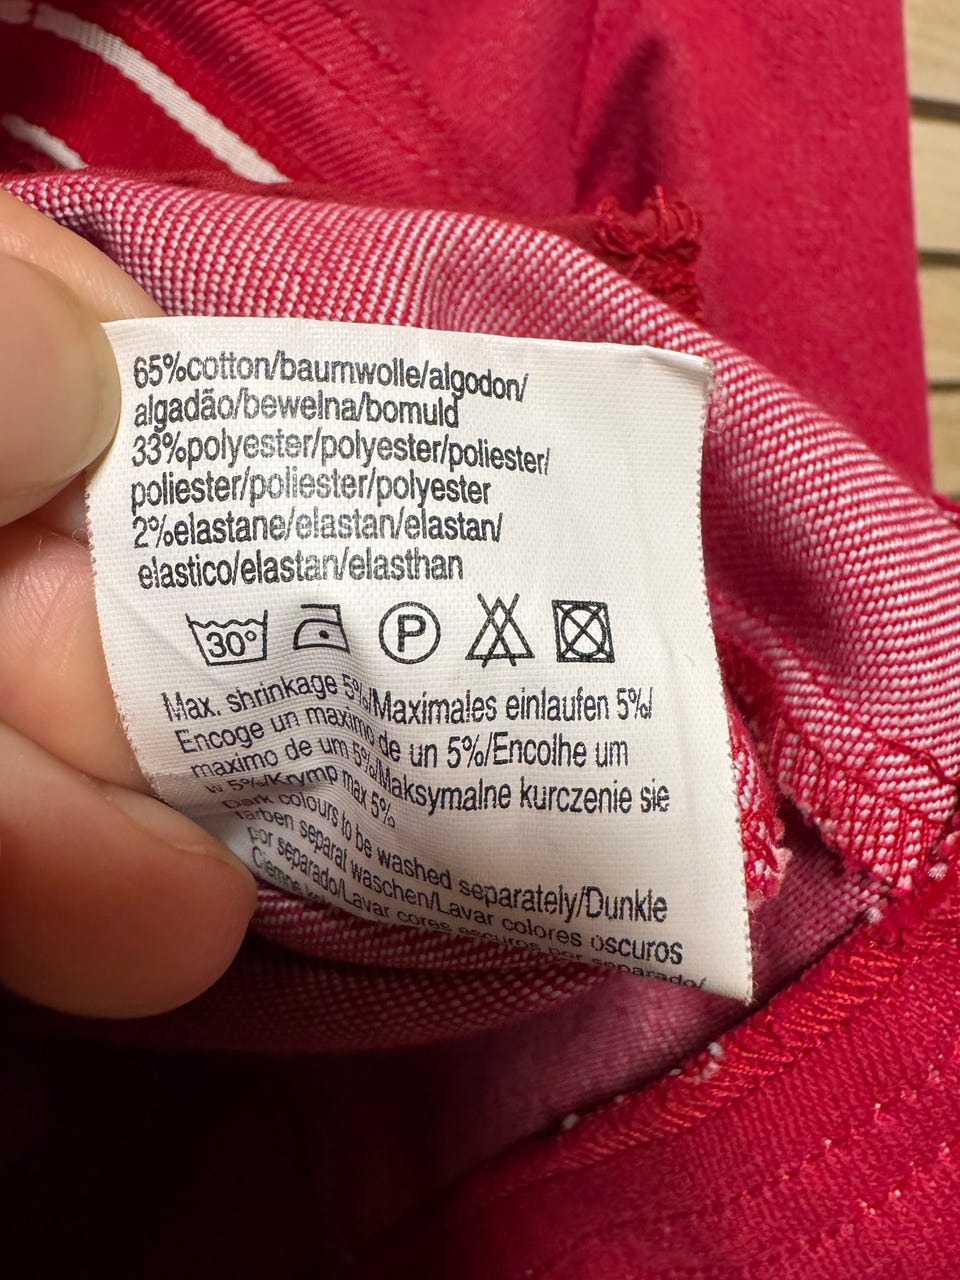 65%cotton/baumwolle/algodon/
algadão/bewelna/bomuld
33%polyester/polyester/poliester/
poliester/poliester/polyester
2%elastane/elastan/elastan/
elastico/elastan/elasthan
30° P
Max. shrinkage 5%/Maximales einlaufen 5%/
Encoge un maximo de un 5%/Encolhe um
maximo de um 5%/Maksymalne kurczenie sie
w 5%/Krymp max 5%
Dark colours to be washed separately/Dunkle
farben separat waschen/Lavar colores oscuros
por separado/Lavar cores escuros por separado/
Ciemne